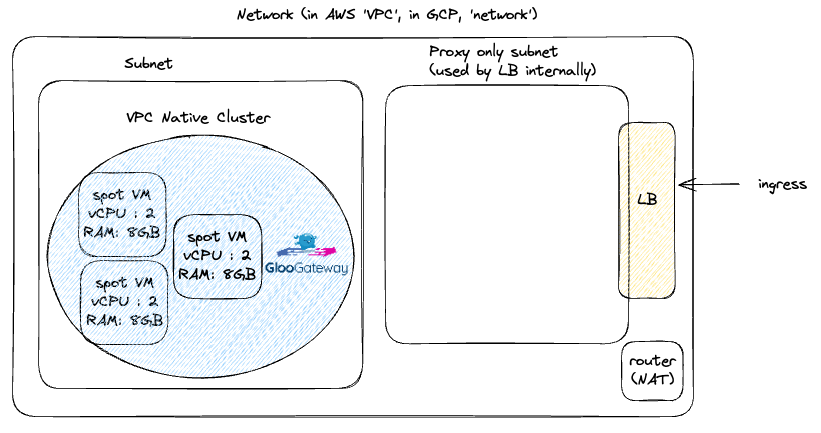 Network (in AWS 'VPC', in GCP, 'network')
Subnet
Proxy only subnet
(used by LB internally)
VPC Native Cluster
spot VM
vCPU : 2
RAM: 8GB
spot VM
vCPU : 2
RAM: 8GB
GlooGateway
spot VM
vCPU : 2
RAM: 8GB
LB
ingress
router
(NAT)